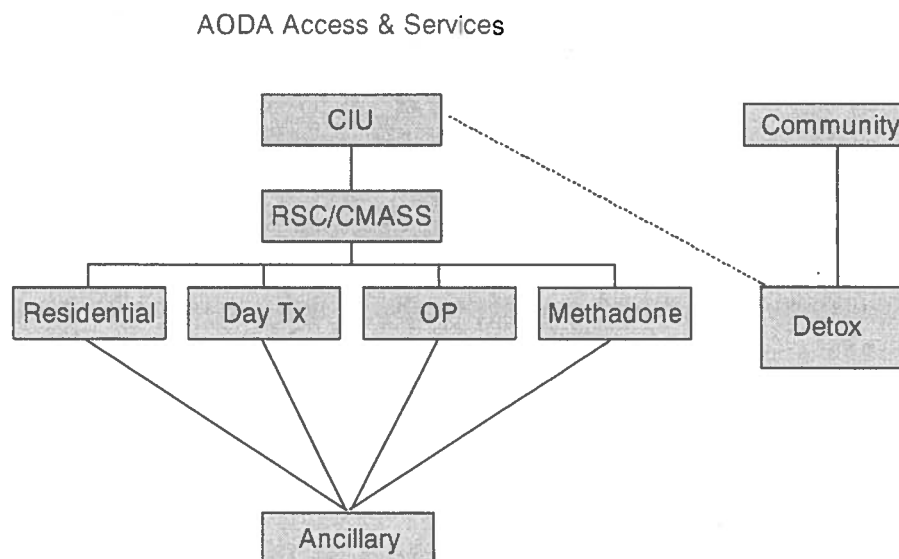 AODA Access & Services
CIU
Community
RSC/CMASS
Residential
Day Tx
OP
Methadone
Detox
Ancillary